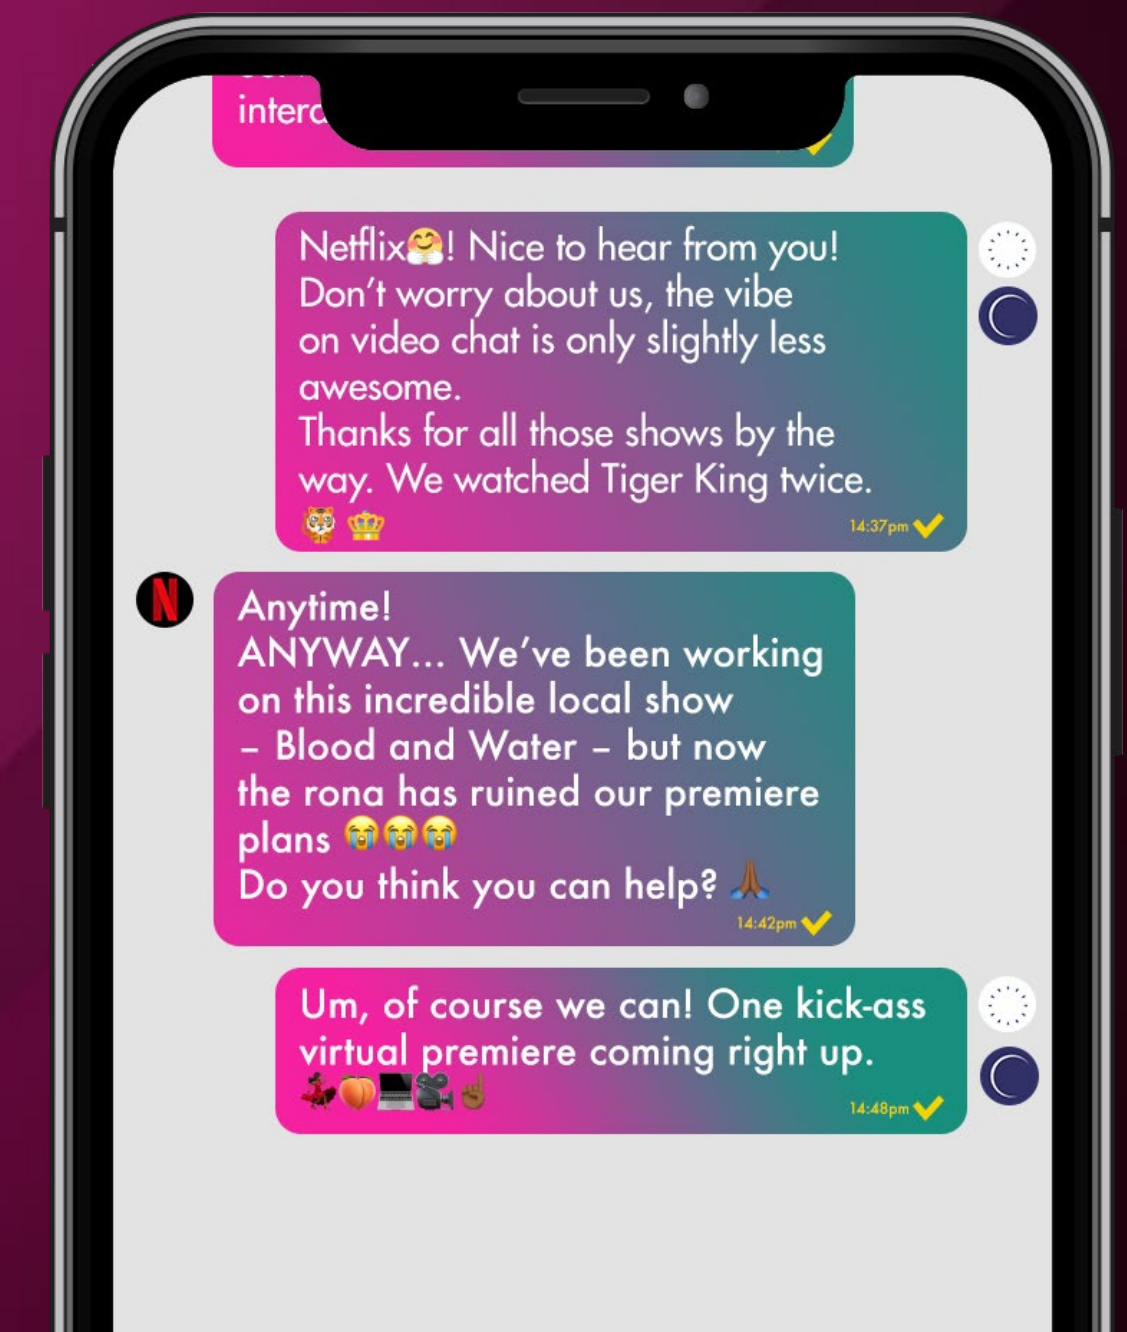 Netflix🤗! Nice to hear from you!
Don't worry about us, the vibe
on video chat is only slightly less
awesome.
Thanks for all those shows by the
way. We watched Tiger King twice.
🐯 👑
14:37pm
N
Anytime!
ANYWAY... We've been working
on this incredible local show
– Blood and Water – but now
the rona has ruined our premiere
plans 😭😭😭
Do you think you can help? 🙏🏾
14:42pm
Um, of course we can! One kick-ass
virtual premiere coming right up.
💃🏾🍑💻🎥☝🏾
14:48pm